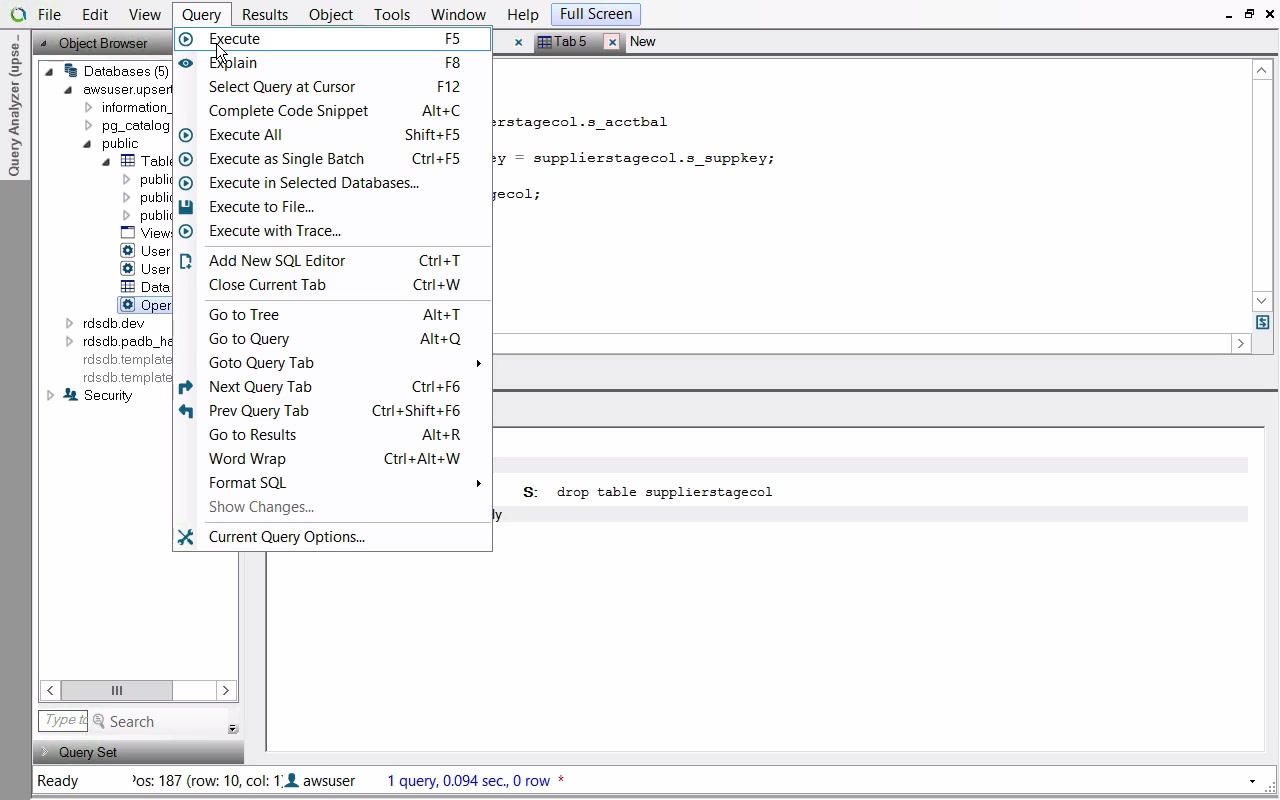 File Edit View Query Results Object Tools Window Help Full Screen
Query Analyzer (upse...
Object Browser
Tab 5
New
Databases (5)
awsuser.upsert
information_
pg_catalog
public
Table
public
public
public
Views
User
User
Data
Oper
rdsdb.dev
rdsdb.padb_ha
rdsdb.template
rdsdb.template
Security
Execute F5
Explain F8
Select Query at Cursor F12
Complete Code Snippet Alt+C
Execute All Shift+F5
Execute as Single Batch Ctrl+F5
Execute in Selected Databases...
Execute to File...
Execute with Trace...
Add New SQL Editor Ctrl+T
Close Current Tab Ctrl+W
Go to Tree Alt+T
Go to Query Alt+Q
Goto Query Tab
Next Query Tab Ctrl+F6
Prev Query Tab Ctrl+Shift+F6
Go to Results Alt+R
Word Wrap Ctrl+Alt+W
Format SQL
Show Changes...
Current Query Options...
erstagecol.s_acctbal
ey = supplierstagecol.s_suppkey;
gecol;
S: drop table supplierstagecol
ly
Type to Search
Query Set
Ready
Pos: 187 (row: 10, col: 1) awsuser 1 query, 0.094 sec., 0 row *